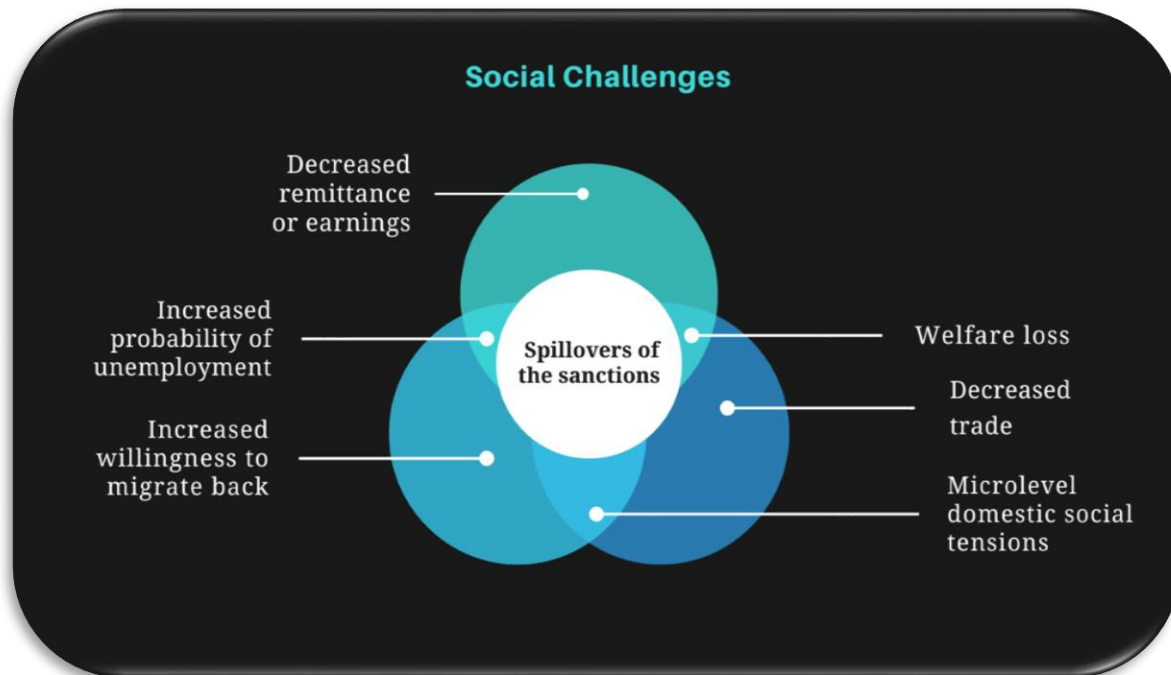 Social Challenges
Decreased
remittance
or earnings
Increased
probability of
unemployment
Increased
willingness to
migrate back
Spillovers of
the sanctions
Welfare loss
Decreased
trade
Microlevel
domestic social
tensions